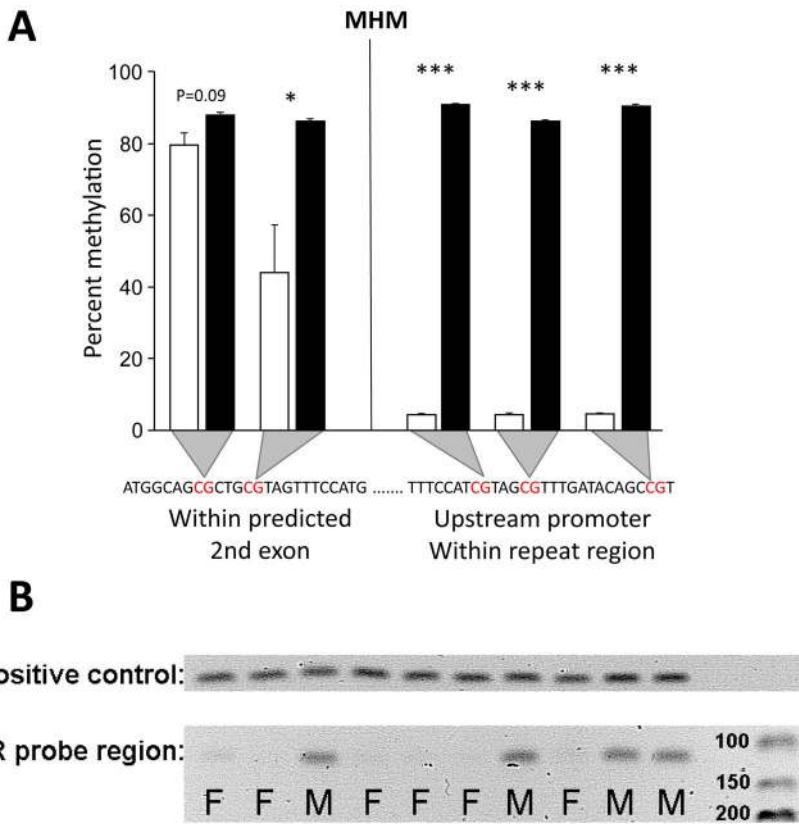 A
MHM
100
80
60
40
20
0
Percent methylation
P=0.09
*
***
***
***
ATGGCAGCGCTGCGTAGTTTCCATG ....... TTTCCATCGTAGCGTTTGATACAGCCGT
Within predicted
2nd exon
Upstream promoter
Within repeat region
B
ositive control:
R probe region:
100
150
200
F F M F F F M F M M